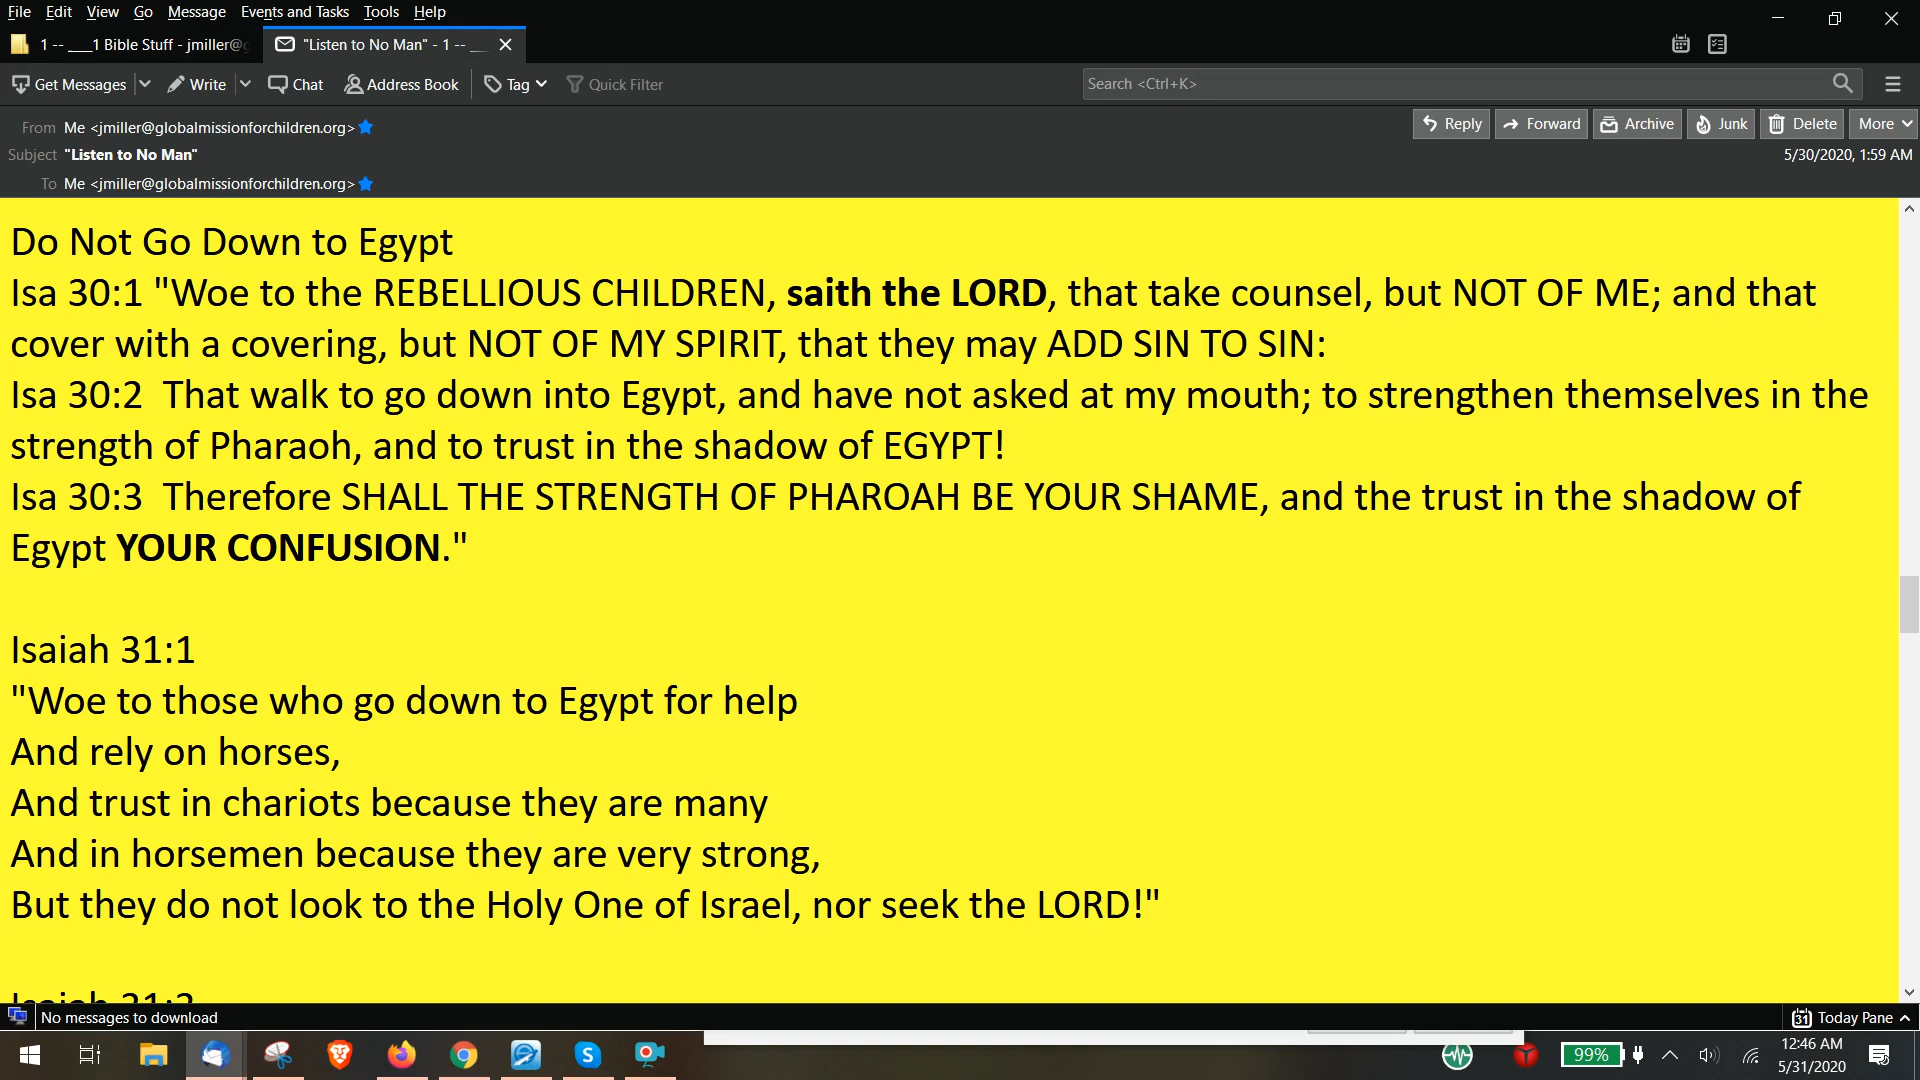 File Edit View Go Message Events and Tasks Tools Help
1 -- ___1 Bible Stuff - jmiller@g
"Listen to No Man" - 1 -- __
Get Messages Write Chat Address Book Tag Quick Filter Search <Ctrl+K>
From Me <jmiller@globalmissionforchildren.org> Reply Forward Archive Junk Delete More
Subject "Listen to No Man" 5/30/2020, 1:59 AM
To Me <jmiller@globalmissionforchildren.org>
Do Not Go Down to Egypt
Isa 30:1 "Woe to the REBELLIOUS CHILDREN, saith the LORD, that take counsel, but NOT OF ME; and that
cover with a covering, but NOT OF MY SPIRIT, that they may ADD SIN TO SIN:
Isa 30:2  That walk to go down into Egypt, and have not asked at my mouth; to strengthen themselves in the
strength of Pharaoh, and to trust in the shadow of EGYPT!
Isa 30:3  Therefore SHALL THE STRENGTH OF PHAROAH BE YOUR SHAME, and the trust in the shadow of
Egypt YOUR CONFUSION."
Isaiah 31:1
"Woe to those who go down to Egypt for help
And rely on horses,
And trust in chariots because they are many
And in horsemen because they are very strong,
But they do not look to the Holy One of Israel, nor seek the LORD!"
No messages to download 31 Today Pane
99% 12:46 AM
5/31/2020